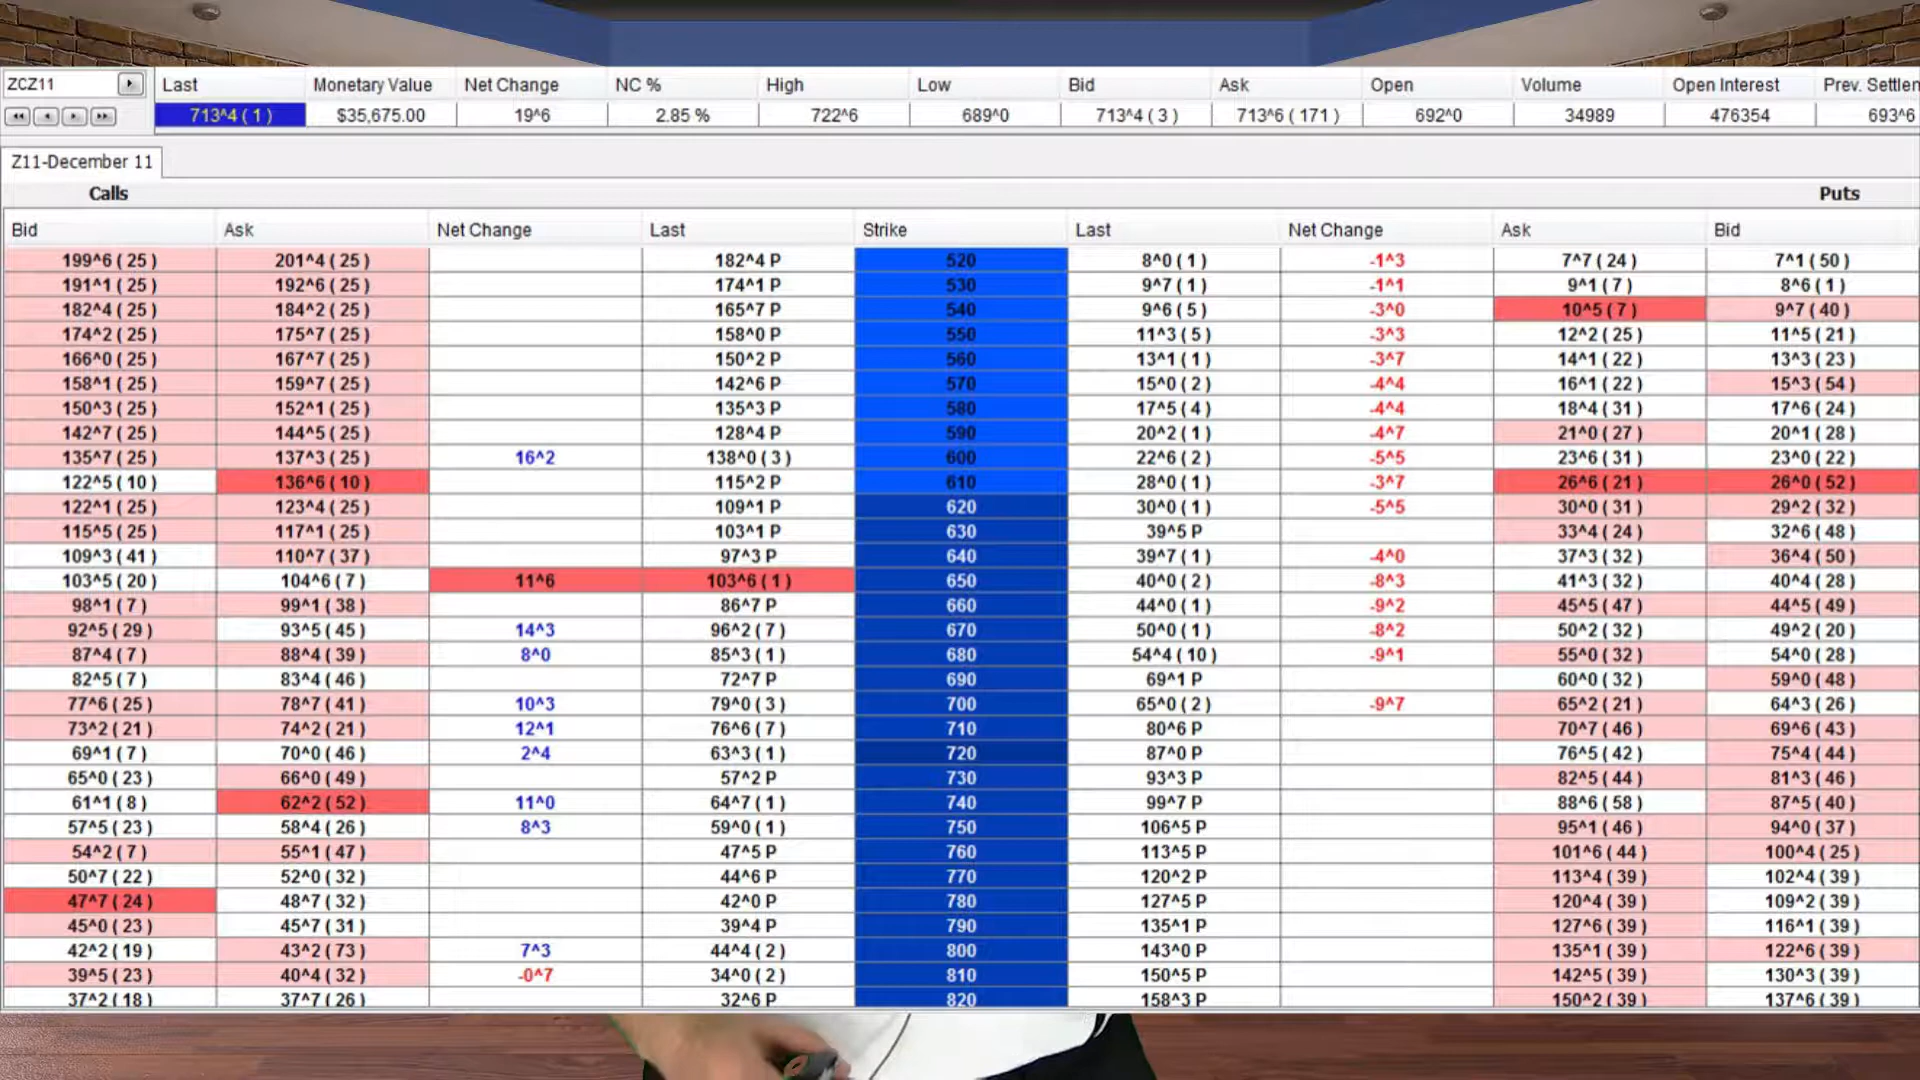 ZCZ11 Last Monetary Value Net Change NC % High Low Bid Ask Open Volume Open Interest Prev. Settlen
713^4 ( 1 ) $35,675.00 19^6 2.85 % 722^6 689^0 713^4 ( 3 ) 713^6 ( 171 ) 692^0 34989 476354 693^6
Z11-December 11
Calls Puts
Bid Ask Net Change Last Strike Last Net Change Ask Bid
199^6 ( 25 ) 201^4 ( 25 ) 182^4 P 520 8^0 ( 1 ) -1^3 7^7 ( 24 ) 7^1 ( 50 )
191^1 ( 25 ) 192^6 ( 25 ) 174^1 P 530 9^7 ( 1 ) -1^1 9^1 ( 7 ) 8^6 ( 1 )
182^4 ( 25 ) 184^2 ( 25 ) 165^7 P 540 9^6 ( 5 ) -3^0 10^5 ( 7 ) 9^7 ( 40 )
174^2 ( 25 ) 175^7 ( 25 ) 158^0 P 550 11^3 ( 5 ) -3^3 12^2 ( 25 ) 11^5 ( 21 )
166^0 ( 25 ) 167^7 ( 25 ) 150^2 P 560 13^1 ( 1 ) -3^7 14^1 ( 22 ) 13^3 ( 23 )
158^1 ( 25 ) 159^7 ( 25 ) 142^6 P 570 15^0 ( 2 ) -4^4 16^1 ( 22 ) 15^3 ( 54 )
150^3 ( 25 ) 152^1 ( 25 ) 135^3 P 580 17^5 ( 4 ) -4^4 18^4 ( 31 ) 17^6 ( 24 )
142^7 ( 25 ) 144^5 ( 25 ) 128^4 P 590 20^2 ( 1 ) -4^7 21^0 ( 27 ) 20^1 ( 28 )
135^7 ( 25 ) 137^3 ( 25 ) 16^2 138^0 ( 3 ) 600 22^6 ( 2 ) -5^5 23^6 ( 31 ) 23^0 ( 22 )
122^5 ( 10 ) 136^6 ( 10 ) 115^2 P 610 28^0 ( 1 ) -3^7 26^6 ( 21 ) 26^0 ( 52 )
122^1 ( 25 ) 123^4 ( 25 ) 109^1 P 620 30^0 ( 1 ) -5^5 30^0 ( 31 ) 29^2 ( 32 )
115^5 ( 25 ) 117^1 ( 25 ) 103^1 P 630 39^5 P 33^4 ( 24 ) 32^6 ( 48 )
109^3 ( 41 ) 110^7 ( 37 ) 97^3 P 640 39^7 ( 1 ) -4^0 37^3 ( 32 ) 36^4 ( 50 )
103^5 ( 20 ) 104^6 ( 7 ) 11^6 103^6 ( 1 ) 650 40^0 ( 2 ) -8^3 41^3 ( 32 ) 40^4 ( 28 )
98^1 ( 7 ) 99^1 ( 38 ) 86^7 P 660 44^0 ( 1 ) -9^2 45^5 ( 47 ) 44^5 ( 49 )
92^5 ( 29 ) 93^5 ( 45 ) 14^3 96^2 ( 7 ) 670 50^0 ( 1 ) -8^2 50^2 ( 32 ) 49^2 ( 20 )
87^4 ( 7 ) 88^4 ( 39 ) 8^0 85^3 ( 1 ) 680 54^4 ( 10 ) -9^1 55^0 ( 32 ) 54^0 ( 28 )
82^5 ( 7 ) 83^4 ( 46 ) 72^7 P 690 69^1 P 60^0 ( 32 ) 59^0 ( 48 )
77^6 ( 25 ) 78^7 ( 41 ) 10^3 79^0 ( 3 ) 700 65^0 ( 2 ) -9^7 65^2 ( 21 ) 64^3 ( 26 )
73^2 ( 21 ) 74^2 ( 21 ) 12^1 76^6 ( 7 ) 710 80^6 P 70^7 ( 46 ) 69^6 ( 43 )
69^1 ( 7 ) 70^0 ( 46 ) 2^4 63^3 ( 1 ) 720 87^0 P 76^5 ( 42 ) 75^4 ( 44 )
65^0 ( 23 ) 66^0 ( 49 ) 57^2 P 730 93^3 P 82^5 ( 44 ) 81^3 ( 46 )
61^1 ( 8 ) 62^2 ( 52 ) 11^0 64^7 ( 1 ) 740 99^7 P 88^6 ( 58 ) 87^5 ( 40 )
57^5 ( 23 ) 58^4 ( 26 ) 8^3 59^0 ( 1 ) 750 106^5 P 95^1 ( 46 ) 94^0 ( 37 )
54^2 ( 7 ) 55^1 ( 47 ) 47^5 P 760 113^5 P 101^6 ( 44 ) 100^4 ( 25 )
50^7 ( 22 ) 52^0 ( 32 ) 44^6 P 770 120^2 P 113^4 ( 39 ) 102^4 ( 39 )
47^7 ( 24 ) 48^7 ( 32 ) 42^0 P 780 127^5 P 120^4 ( 39 ) 109^2 ( 39 )
45^0 ( 23 ) 45^7 ( 31 ) 39^4 P 790 135^1 P 127^6 ( 39 ) 116^1 ( 39 )
42^2 ( 19 ) 43^2 ( 73 ) 7^3 44^4 ( 2 ) 800 143^0 P 135^1 ( 39 ) 122^6 ( 39 )
39^5 ( 23 ) 40^4 ( 32 ) -0^7 34^0 ( 2 ) 810 150^5 P 142^5 ( 39 ) 130^3 ( 39 )
37^2 ( 18 ) 37^7 ( 26 ) 32^6 P 820 158^3 P 150^2 ( 39 ) 137^6 ( 39 )